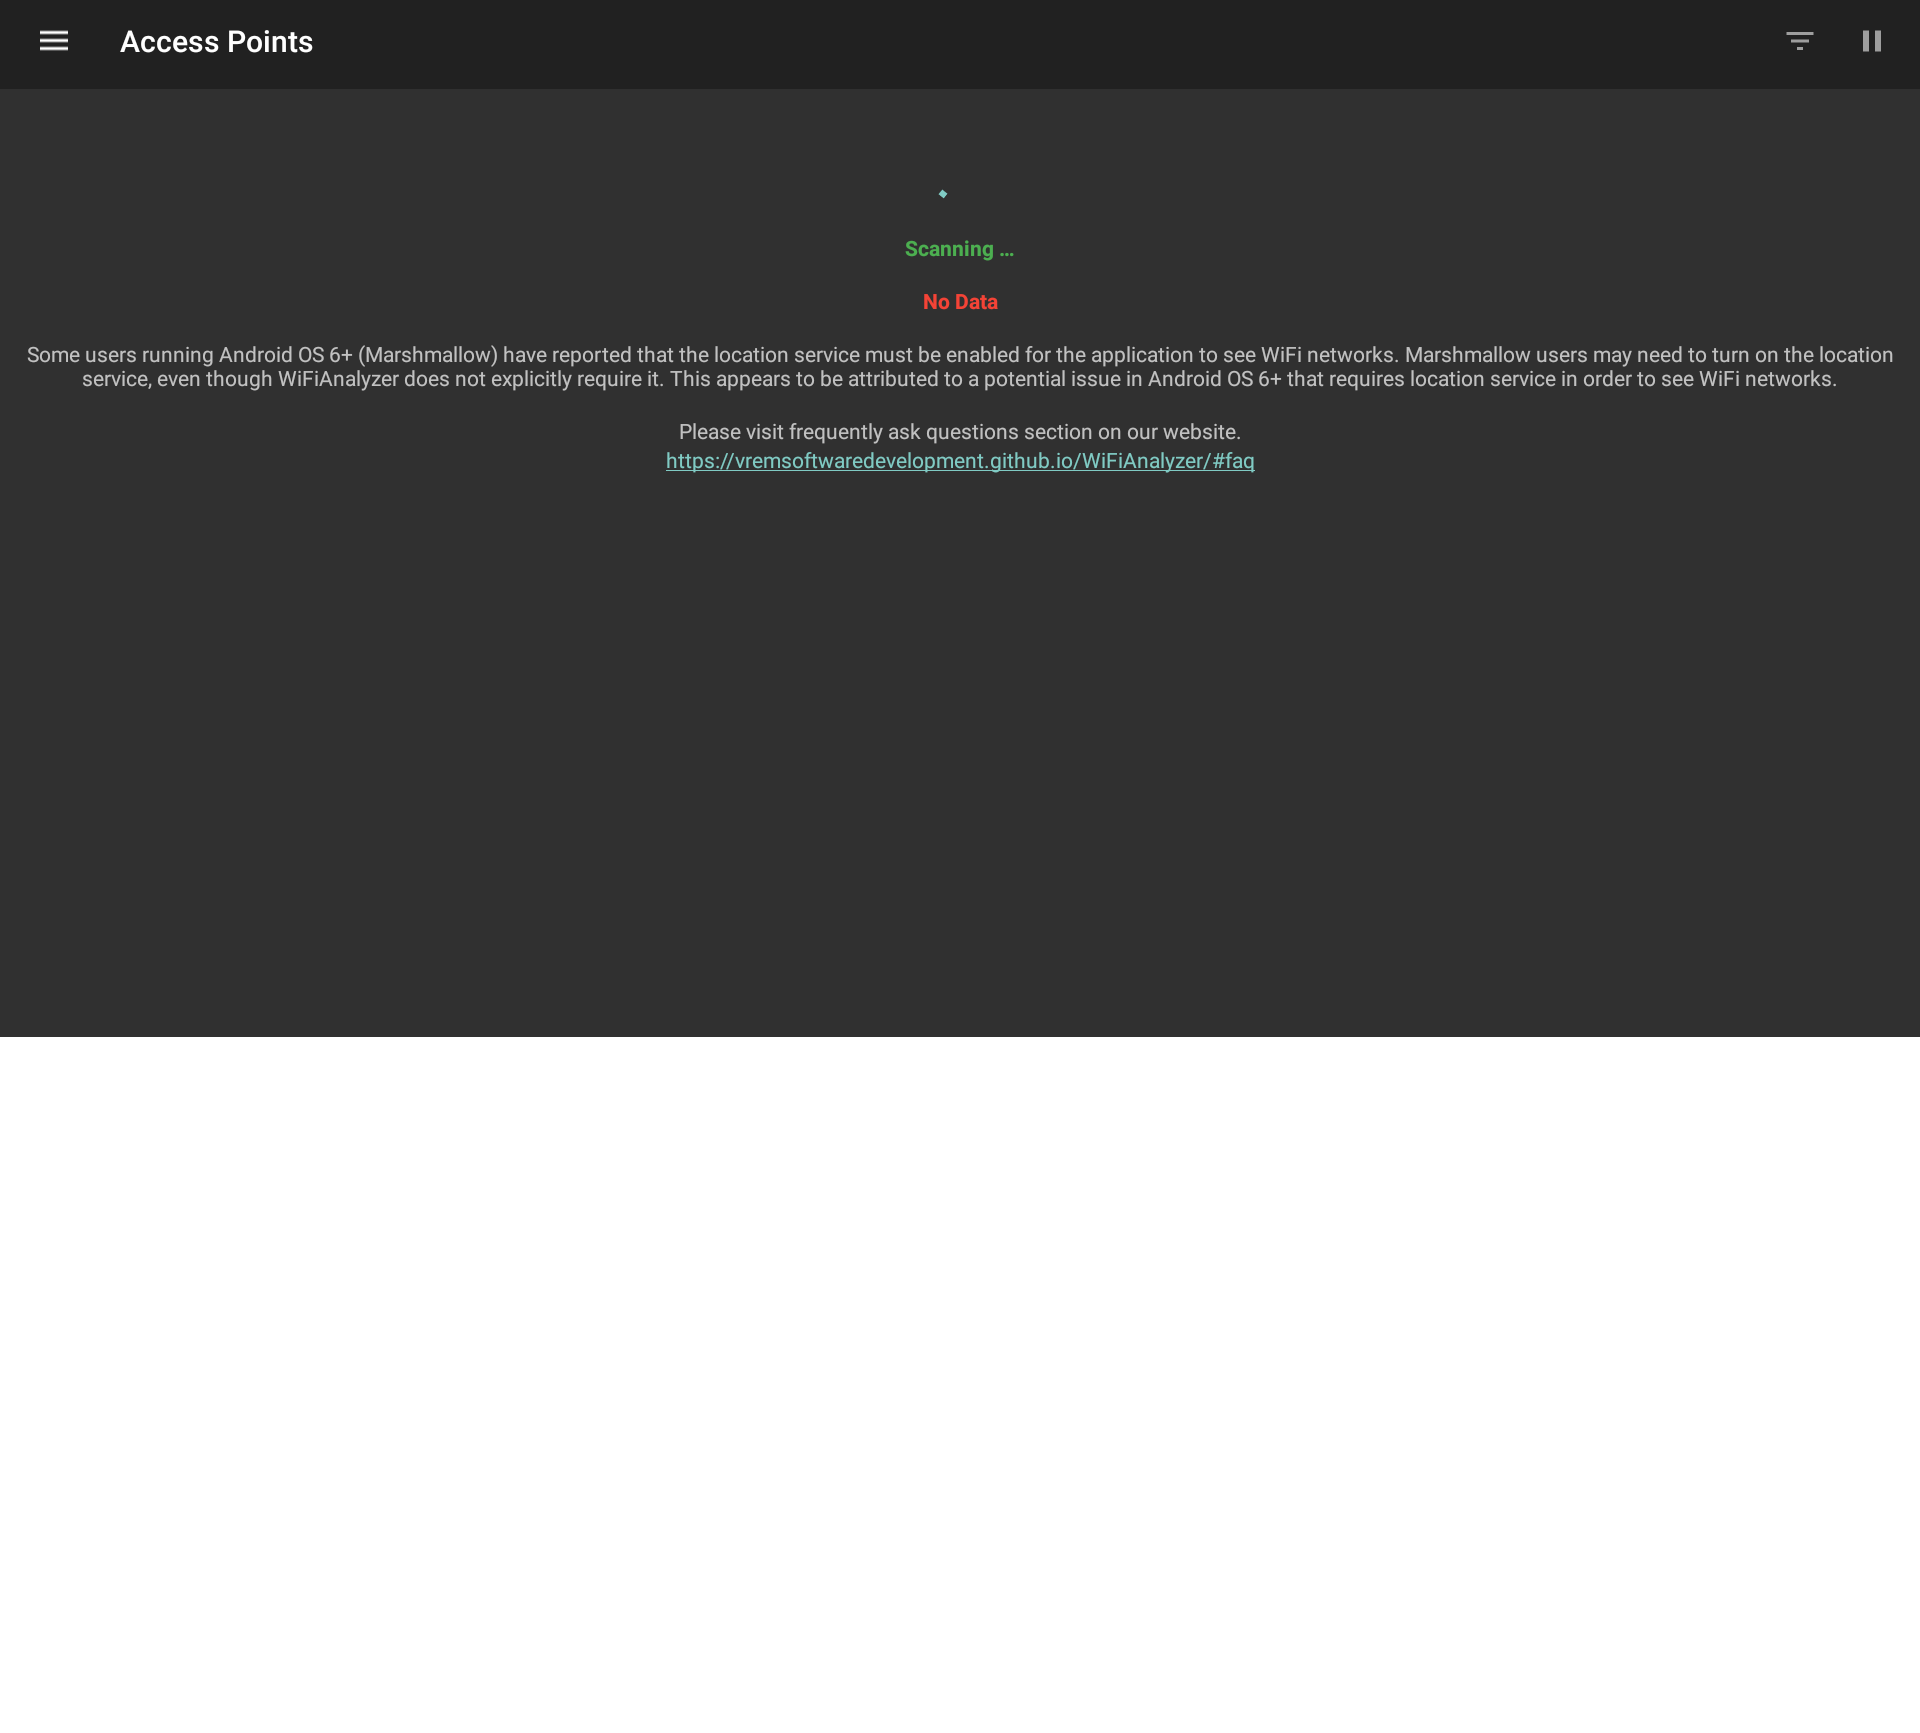 Access Points
Scanning ...
No Data
Some users running Android OS 6+ (Marshmallow) have reported that the location service must be enabled for the application to see WiFi networks. Marshmallow users may need to turn on the location
service, even though WiFiAnalyzer does not explicitly require it. This appears to be attributed to a potential issue in Android OS 6+ that requires location service in order to see WiFi networks.
Please visit frequently ask questions section on our website.
https://vremsoftwaredevelopment.github.io/WiFiAnalyzer/#faq